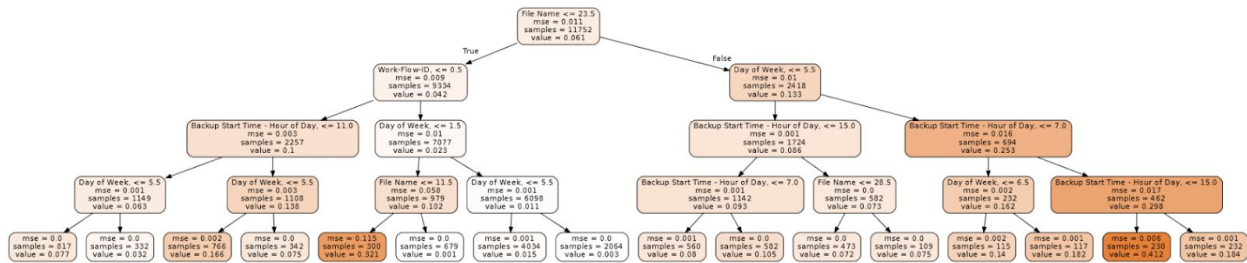 File Name <= 23.5
mse = 0.011
samples = 11752
value = 0.061
True
False
Work-Flow-ID, <= 0.5
mse = 0.009
samples = 9334
value = 0.042
Day of Week, <= 5.5
mse = 0.01
samples = 2418
value = 0.133
Backup Start Time - Hour of Day, <= 11.0
mse = 0.003
samples = 2257
value = 0.1
Day of Week, <= 1.5
mse = 0.01
samples = 7077
value = 0.023
Backup Start Time - Hour of Day, <= 15.0
mse = 0.001
samples = 1724
value = 0.086
Backup Start Time - Hour of Day, <= 7.0
mse = 0.016
samples = 694
value = 0.253
Day of Week, <= 5.5
mse = 0.001
samples = 1149
value = 0.063
Day of Week, <= 5.5
mse = 0.003
samples = 1108
value = 0.138
File Name <= 11.5
mse = 0.058
samples = 979
value = 0.102
Day of Week, <= 5.5
mse = 0.001
samples = 6098
value = 0.011
Backup Start Time - Hour of Day, <= 7.0
mse = 0.001
samples = 1142
value = 0.093
File Name <= 28.5
mse = 0.0
samples = 582
value = 0.073
Day of Week, <= 6.5
mse = 0.002
samples = 232
value = 0.162
Backup Start Time - Hour of Day, <= 15.0
mse = 0.017
samples = 462
value = 0.298
mse = 0.0
samples = 817
value = 0.077
mse = 0.0
samples = 332
value = 0.032
mse = 0.002
samples = 766
value = 0.166
mse = 0.0
samples = 342
value = 0.075
mse = 0.115
samples = 300
value = 0.321
mse = 0.0
samples = 679
value = 0.001
mse = 0.001
samples = 4034
value = 0.015
mse = 0.0
samples = 2064
value = 0.003
mse = 0.001
samples = 560
value = 0.08
mse = 0.0
samples = 582
value = 0.105
mse = 0.0
samples = 473
value = 0.072
mse = 0.0
samples = 109
value = 0.075
mse = 0.002
samples = 115
value = 0.14
mse = 0.001
samples = 117
value = 0.182
mse = 0.006
samples = 230
value = 0.412
mse = 0.001
samples = 232
value = 0.184